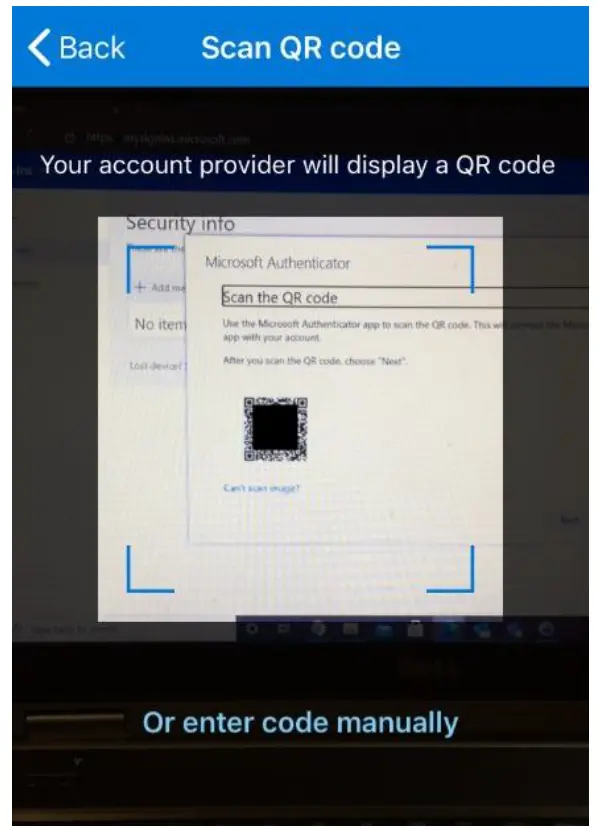 Back
Scan QR code
Your account provider will display a QR code
Security info
Microsoft Authenticator
Add me
Scan the QR code
No item
Use the Microsoft Authenticator app to scan the QR code. This will connect the
app with your account.
After you scan the QR code, choose "Next".
Lost device?
Can't scan image?
Next
Or enter code manually